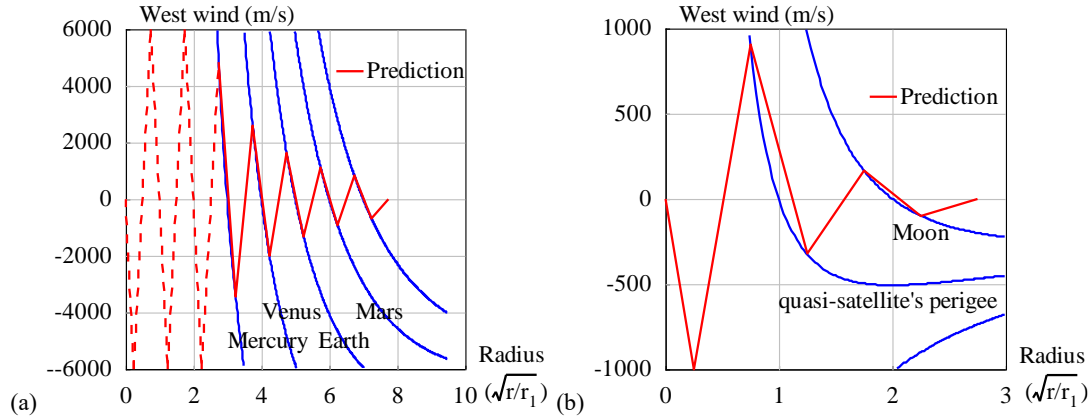 West wind (m/s)
(a)
6000
4000
2000
0
-2000
-4000
--6000
Prediction
Venus
Mars
Mercury
Earth
0
2
4
6
8
10
Radius
(√r/r1)
West wind (m/s)
(b)
1000
500
0
-500
-1000
Prediction
Moon
quasi-satellite's perigee
0
1
2
3
Radius
(√r/r1)